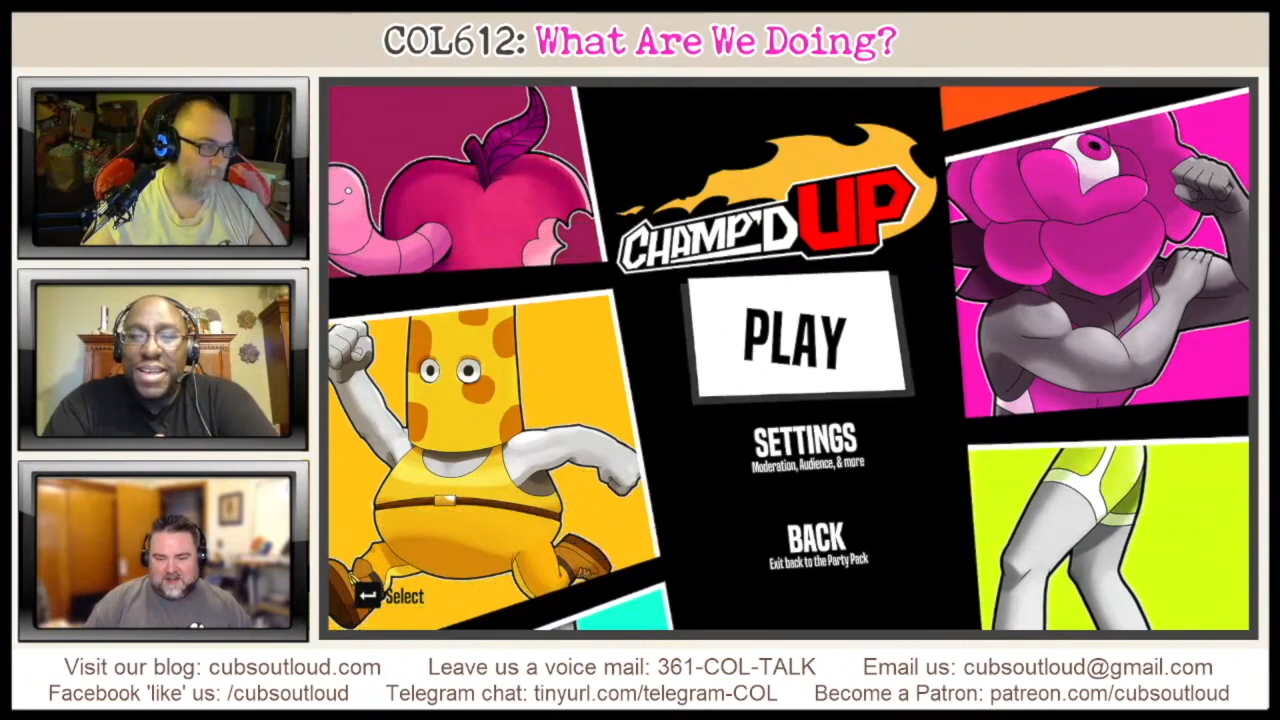 COL612: What Are We Doing?
CHAMP'D UP
PLAY
SETTINGS
Moderation, Audience, & more
BACK
Exit back to the Party Pack
Select
Visit our blog: cubsoutloud.com Leave us a voice mail: 361-COL-TALK Email us: cubsoutloud@gmail.com
Facebook 'like' us: /cubsoutloud Telegram chat: tinyurl.com/telegram-COL Become a Patron: patreon.com/cubsoutloud